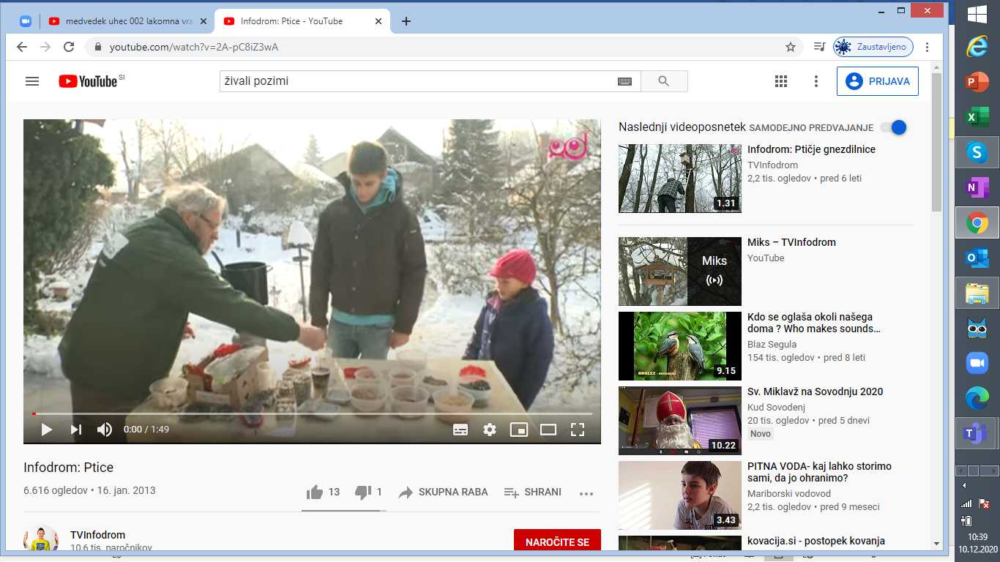 medvedek uhec 002 lakomna vra
Infodrom: Ptice - YouTube
youtube.com/watch?v=2A-pC8iZ3wA
Zaustavljeno
YouTube SI
živali pozimi
PRIJAVA
0:00 / 1:49
Infodrom: Ptice
6.616 ogledov • 16. jan. 2013
13
1
SKUPNA RABA
SHRANI
TVInfodrom
10,6 tis. naročnikov
NAROČITE SE
Naslednji videoposnetek
SAMODEJNO PREDVAJANJE
1.31
Infodrom: Ptičje gnezdilnice
TVInfodrom
2,2 tis. ogledov • pred 6 leti
Miks
Miks – TVInfodrom
YouTube
BRGLEZ
9.15
Kdo se oglaša okoli našega
doma ? Who makes sounds...
Blaz Segula
154 tis. ogledov • pred 8 leti
10.22
Sv. Miklavž na Sovodnju 2020
Kud Sovodenj
20 tis. ogledov • pred 5 dnevi
Novo
3.43
PITNA VODA- kaj lahko storimo
sami, da jo ohranimo?
Mariborski vodovod
2,2 tis. ogledov • pred 9 meseci
kovacija.si - postopek kovanja
10:39
10.12.2020